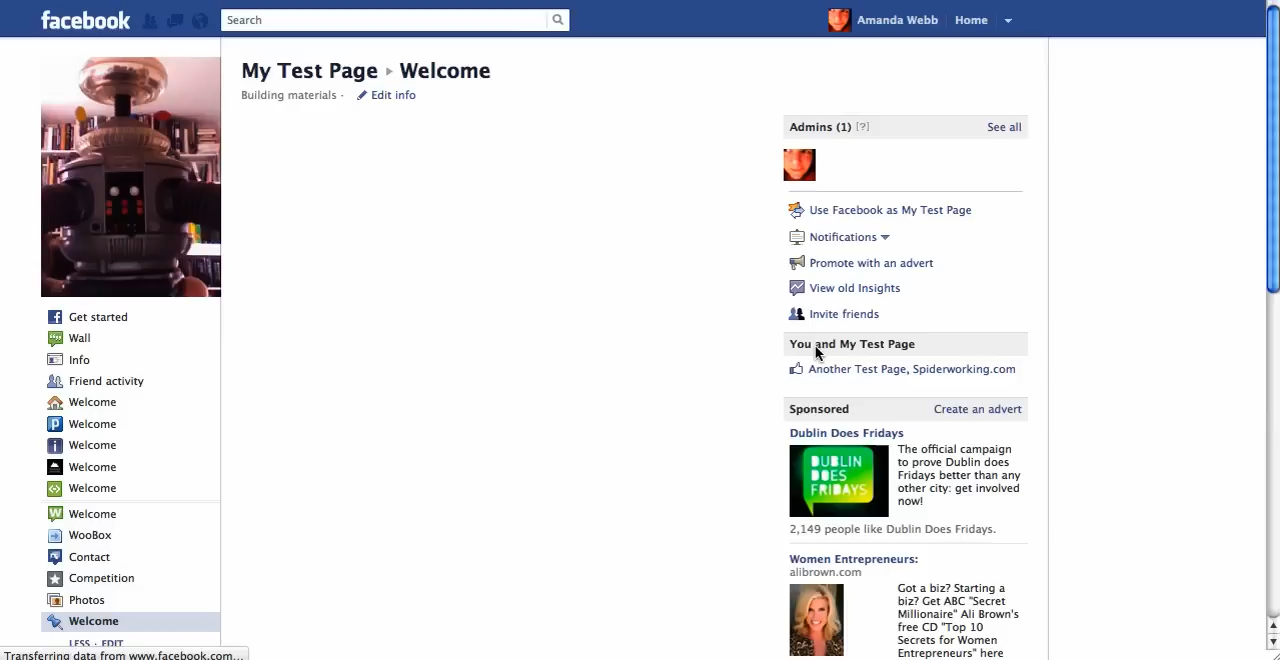 facebook
Search
Amanda Webb
Home
My Test Page ▸ Welcome
Building materials ·
Edit info
Get started
Wall
Info
Friend activity
Welcome
Welcome
Welcome
Welcome
Welcome
Welcome
WooBox
Contact
Competition
Photos
Welcome
LESS · EDIT
Admins (1) [?]
See all
Use Facebook as My Test Page
Notifications
Promote with an advert
View old Insights
Invite friends
You and My Test Page
Another Test Page, Spiderworking.com
Sponsored
Create an advert
Dublin Does Fridays
DUBLIN
DOES
FRIDAYS
The official campaign
to prove Dublin does
Fridays better than any
other city: get involved
now!
2,149 people like Dublin Does Fridays.
Women Entrepreneurs:
alibrown.com
Got a biz? Starting a
biz? Get ABC "Secret
Millionaire" Ali Brown's
free CD "Top 10
Secrets for Women
Entrepreneurs" here
Transferring data from www.facebook.com...